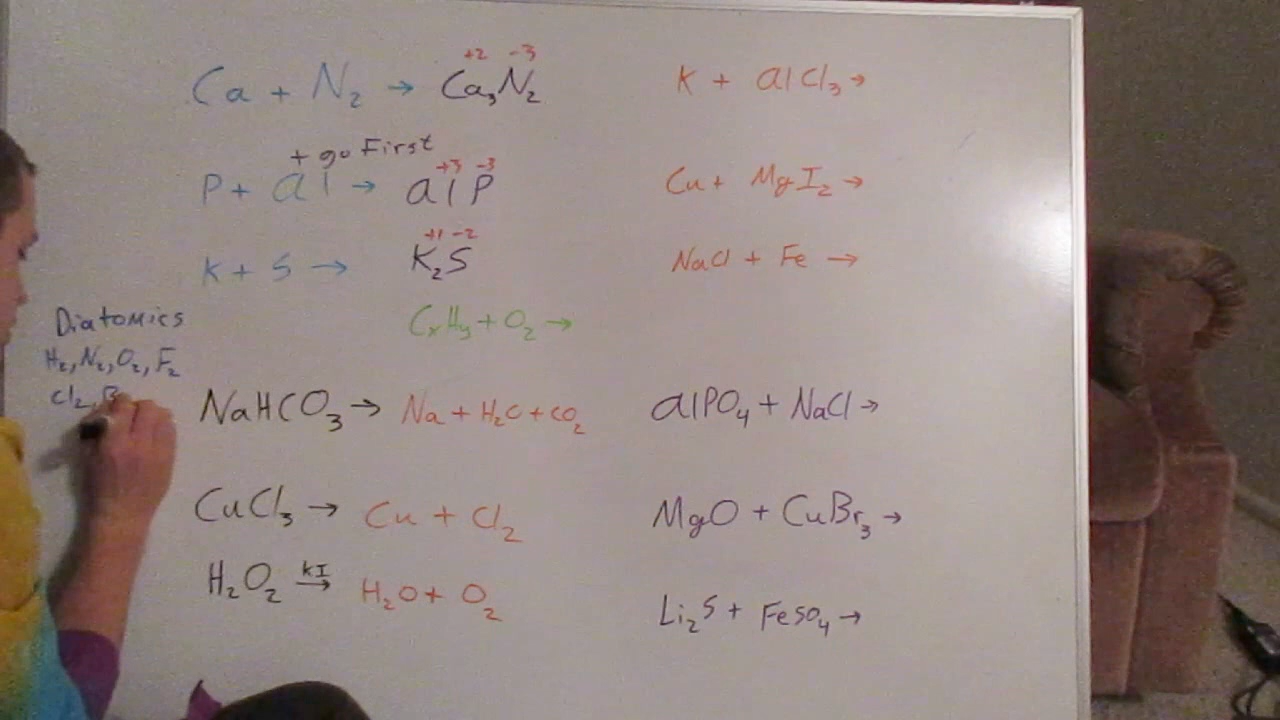 +2 -3
Ca + N₂ → Ca₃N₂
+ go First
+3 -3
P + al → alP
+1 -2
K + S → K₂S
CₓHy + O₂ →
Diatomics
H₂, N₂, O₂, F₂
Cl₂, B
NaHCO₃ → Na + H₂O + CO₂
CuCl₃ → Cu + Cl₂
kI
H₂O₂ → H₂O + O₂
K + alCl₃ →
Cu + MgI₂ →
NaCl + Fe →
alPO₄ + NaCl →
MgO + CuBr₃ →
Li₂S + FeSO₄ →